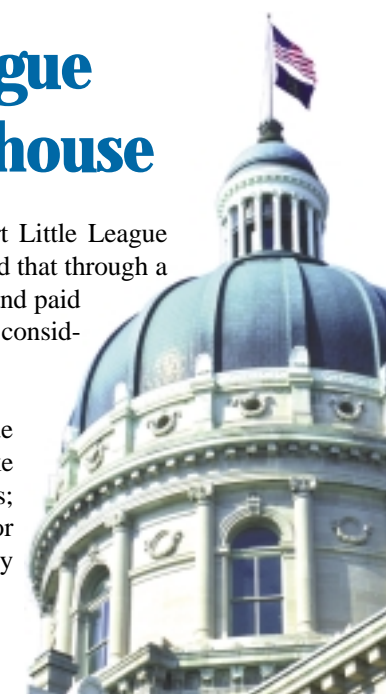 gue
house
t Little League
d that through a
nd paid
consid-
e
e
s;
or
y